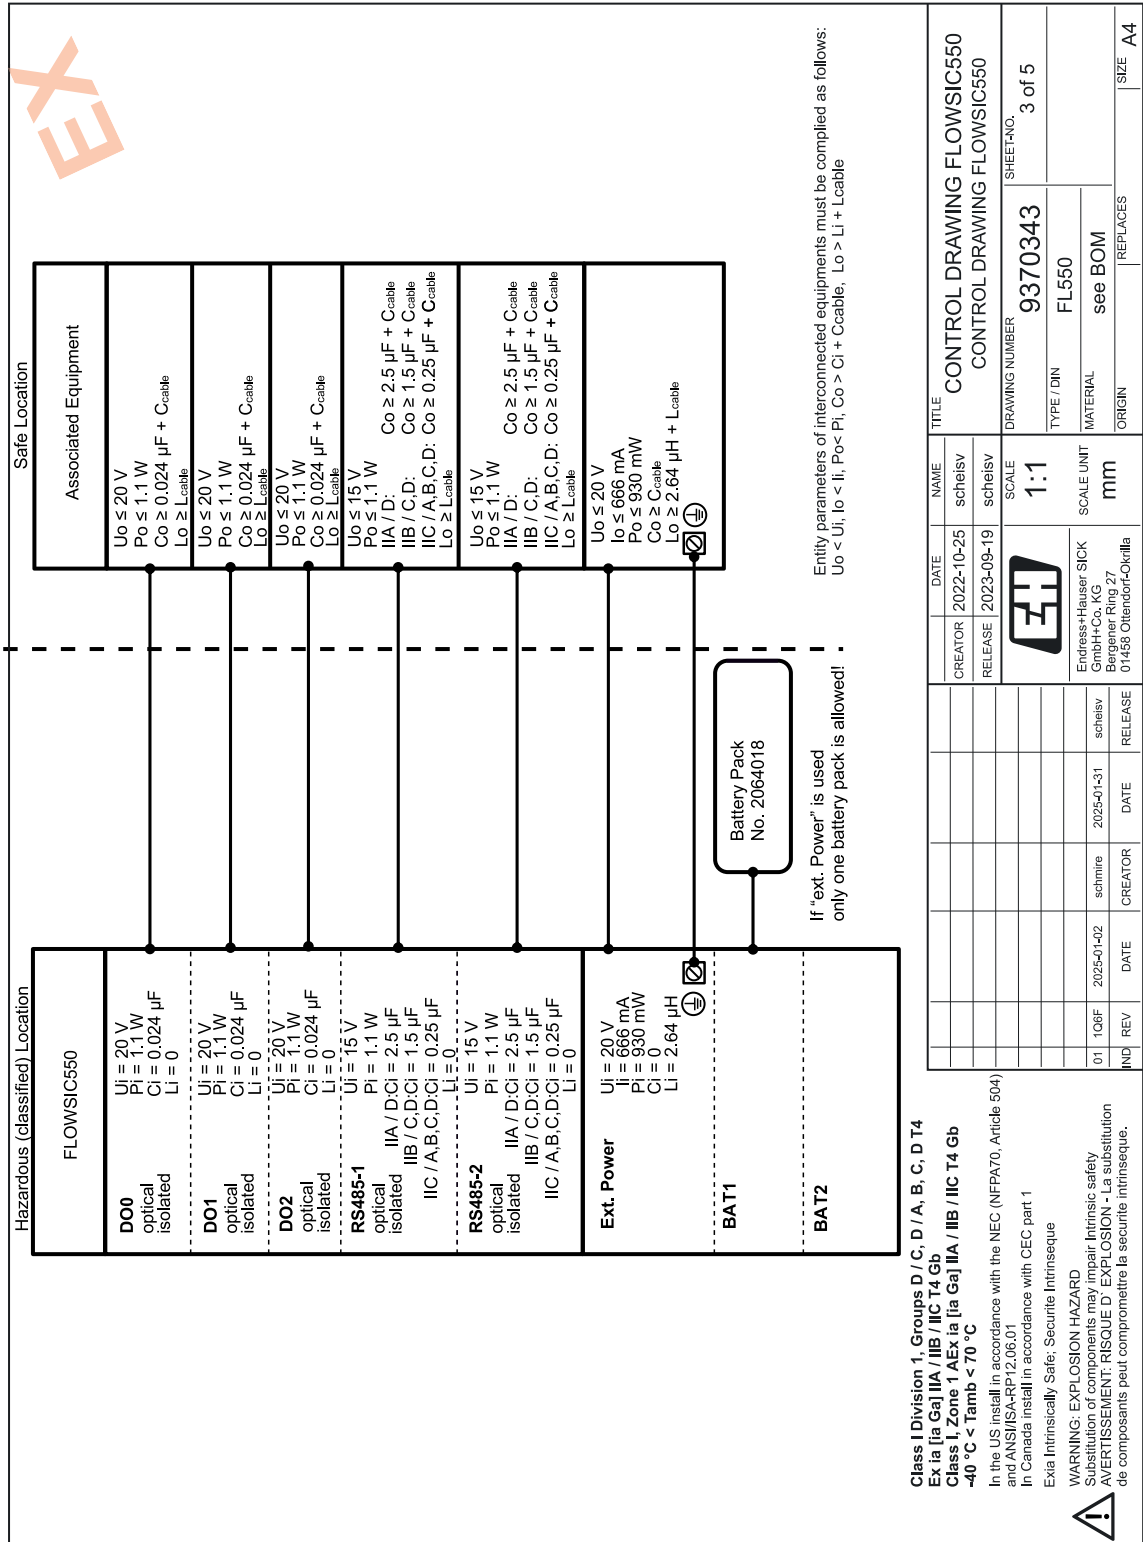 EX
Hazardous (classified) Location
Safe Location
FLOWSIC550
DO0
optical
isolated
Ui = 20 V
Pi = 1.1 W
Ci = 0.024 µF
Li = 0
DO1
optical
isolated
Ui = 20 V
Pi = 1.1 W
Ci = 0.024 µF
Li = 0
DO2
optical
isolated
Ui = 20 V
Pi = 1.1 W
Ci = 0.024 µF
Li = 0
RS485-1
optical
isolated
Ui = 15 V
Pi = 1.1 W
IIA / D:Ci = 2.5 µF
IIB / C,D:Ci = 1.5 µF
IIC / A,B,C,D:Ci = 0.25 µF
Li = 0
RS485-2
optical
isolated
Ui = 15 V
Pi = 1.1 W
IIA / D:Ci = 2.5 µF
IIB / C,D:Ci = 1.5 µF
IIC / A,B,C,D:Ci = 0.25 µF
Li = 0
Ext. Power
Ui = 20 V
Ii = 666 mA
Pi = 930 mW
Ci = 0
Li = 2.64 µH
BAT1
BAT2
Battery Pack
No. 2064018
If "ext. Power" is used
only one battery pack is allowed!
Associated Equipment
Uo ≤ 20 V
Po ≤ 1.1 W
Co ≥ 0.024 µF + Ccable
Lo ≥ Lcable
Uo ≤ 20 V
Po ≤ 1.1 W
Co ≥ 0.024 µF + Ccable
Lo ≥ Lcable
Uo ≤ 20 V
Po ≤ 1.1 W
Co ≥ 0.024 µF + Ccable
Lo ≥ Lcable
Uo ≤ 15 V
Po ≤ 1.1 W
IIA / D: Co ≥ 2.5 µF + Ccable
IIB / C,D: Co ≥ 1.5 µF + Ccable
IIC / A,B,C,D: Co ≥ 0.25 µF + Ccable
Lo ≥ Lcable
Uo ≤ 15 V
Po ≤ 1.1 W
IIA / D: Co ≥ 2.5 µF + Ccable
IIB / C,D: Co ≥ 1.5 µF + Ccable
IIC / A,B,C,D: Co ≥ 0.25 µF + Ccable
Lo ≥ Lcable
Uo ≤ 20 V
Io ≤ 666 mA
Po ≤ 930 mW
Co ≥ Ccable
Lo ≥ 2.64 µH + Lcable
Entity parameters of interconnected equipments must be complied as follows:
Uo < Ui, Io < Ii, Po< Pi, Co > Ci + Ccable, Lo > Li + Lcable
Class I Division 1, Groups D / C, D / A, B, C, D T4
Ex ia [ia Ga] IIA / IIB / IIC T4 Gb
Class I, Zone 1 AEx ia [ia Ga] IIA / IIB / IIC T4 Gb
-40 °C < Tamb < 70 °C
In the US install in accordance with the NEC (NFPA70, Article 504)
and ANSI/ISA-RP12.06.01
In Canada install in accordance with CEC part 1
Exia Intrinsically Safe; Securite Intrinseque
WARNING: EXPLOSION HAZARD
Substitution of components may impair Intrinsic safety
AVERTISSEMENT: RISQUE D` EXPLOSION - La substitution
de composants peut compromettre la securite intrinseque.
01 1Q6F 2025-01-02 schmire 2025-01-31 scheisv
IND REV DATE CREATOR DATE RELEASE
DATE NAME
CREATOR 2022-10-25 scheisv
RELEASE 2023-09-19 scheisv
EH
Endress+Hauser SICK
GmbH+Co. KG
Bergener Ring 27
01458 Ottendorf-Okrilla
SCALE
1:1
SCALE UNIT
mm
TITLE
CONTROL DRAWING FLOWSIC550
CONTROL DRAWING FLOWSIC550
DRAWING NUMBER
9370343
SHEET-NO.
3 of 5
TYPE / DIN
FL550
MATERIAL
see BOM
ORIGIN
REPLACES
SIZE
A4